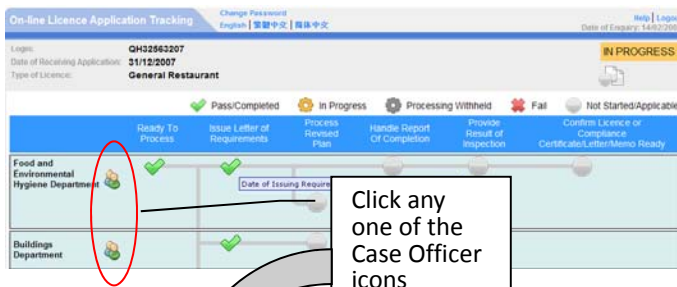 On-line Licence Application Tracking
Change Password
English | 繁體中文 | 简体中文
Help | Logout
Date of Enquiry: 14/02/200
Login: QH32563207
Date of Receiving Application: 31/12/2007
Type of Licence: General Restaurant
IN PROGRESS
Pass/Completed In Progress Processing Withheld Fail Not Started/Applicable
Ready To Process
Issue Letter of Requirements
Process Revised Plan
Handle Report Of Completion
Provide Result of Inspection
Confirm Licence or Compliance Certificate/Letter/Memo Ready
Food and
Environmental
Hygiene Department
Date of Issuing Require
Buildings
Department
Click any
one of the
Case Officer
icons